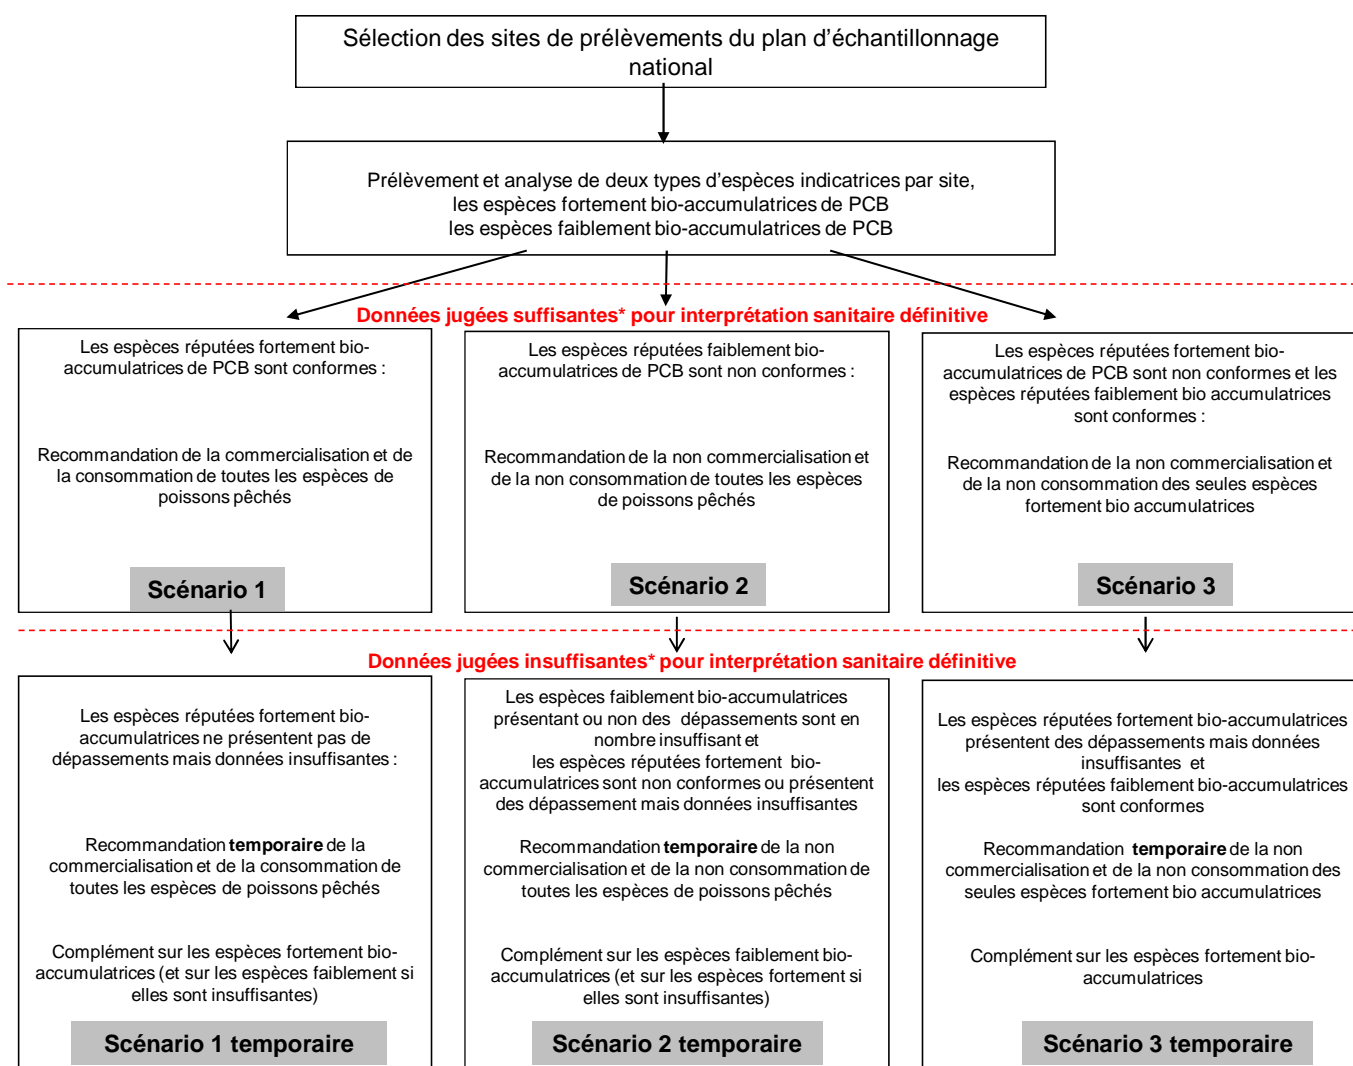 Sélection des sites de prélèvements du plan d'échantillonnage
national
Prélèvement et analyse de deux types d'espèces indicatrices par site,
les espèces fortement bio-accumulatrices de PCB
les espèces faiblement bio-accumulatrices de PCB
Données jugées suffisantes* pour interprétation sanitaire définitive
Les espèces réputées fortement bio-
accumulatrices de PCB sont conformes :
Recommandation de la commercialisation et de
la consommation de toutes les espèces de
poissons pêchés
Scénario 1
Les espèces réputées faiblement bio-
accumulatrices de PCB sont non conformes :
Recommandation de la non commercialisation et
de la non consommation de toutes les espèces
de poissons pêchés
Scénario 2
Les espèces réputées fortement bio-
accumulatrices de PCB sont non conformes et les
espèces réputées faiblement bio accumulatrices
sont conformes :
Recommandation de la non commercialisation et
de la non consommation des seules espèces
fortement bio accumulatrices
Scénario 3
Données jugées insuffisantes* pour interprétation sanitaire définitive
Les espèces réputées fortement bio-
accumulatrices ne présentent pas de
dépassements mais données insuffisantes :
Recommandation temporaire de la
commercialisation et de la consommation de
toutes les espèces de poissons pêchés
Complément sur les espèces fortement bio-
accumulatrices (et sur les espèces faiblement si
elles sont insuffisantes)
Scénario 1 temporaire
Les espèces faiblement bio-accumulatrices
présentant ou non des dépassements sont en
nombre insuffisant et
les espèces réputées fortement bio-
accumulatrices sont non conformes ou présentent
des dépassement mais données insuffisantes
Recommandation temporaire de la non
commercialisation et de la non consommation de
toutes les espèces de poissons pêchés
Complément sur les espèces faiblement bio-
accumulatrices (et sur les espèces fortement si
elles sont insuffisantes)
Scénario 2 temporaire
Les espèces réputées fortement bio-accumulatrices
présentent des dépassements mais données
insuffisantes et
les espèces réputées faiblement bio-accumulatrices
sont conformes
Recommandation temporaire de la non
commercialisation et de la non consommation des
seules espèces fortement bio accumulatrices
Complément sur les espèces fortement bio-
accumulatrices
Scénario 3 temporaire